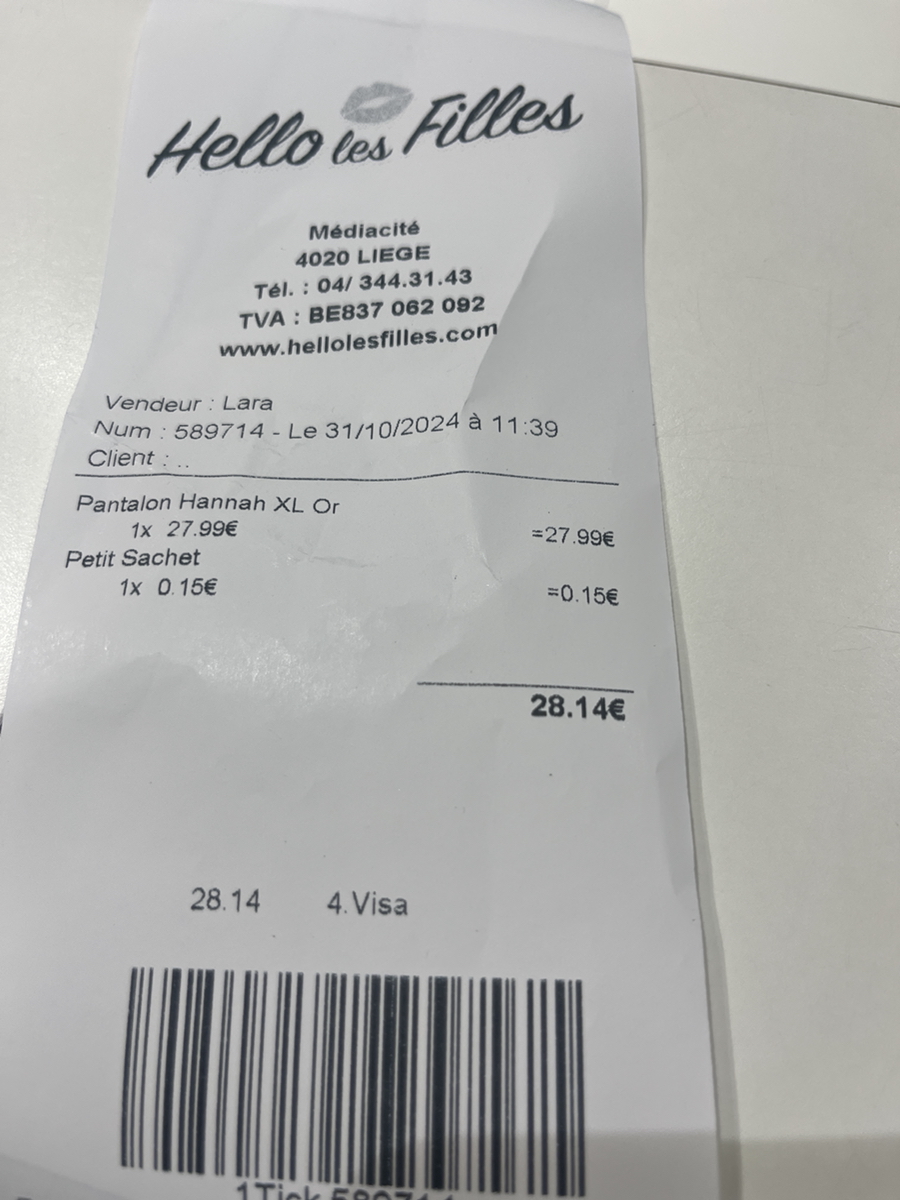 Hello les Filles
Médiacité
4020 LIEGE
Tél. : 04/ 344.31.43
TVA : BE837 062 092
www.hellolesfilles.com
Vendeur : Lara
Num : 589714 - Le 31/10/2024 à 11:39
Client : ..
Pantalon Hannah XL Or
1x 27.99€ =27.99€
Petit Sachet
1x 0.15€ =0.15€
28.14€
28.14 4.Visa